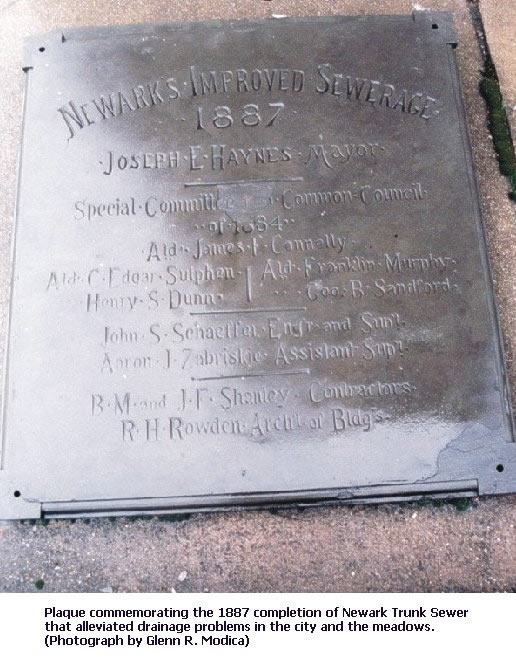 NEWARK'S·IMPROVED SEWERAGE·
·1887·
·JOSEPH·E·HAYNES·Mayor·
Special·Committee Common·Council·
"of 1884"
·Ald·James·F·Connally·
Ald·C·Edgar·Sutphen· Ald·Franklin·Murphy·
Henry·S·Dunn Geo·B·Sandford·
John·S·Schaeffer·Engr·and Supt·
Aaron·J·Zabriskie·Assistant·Supt·
B·M·and J·F·Shanley·Contractors·
R·H·Rowden·Archt·of Bldg's·
Plaque commemorating the 1887 completion of Newark Trunk Sewer
that alleviated drainage problems in the city and the meadows.
(Photograph by Glenn R. Modica)